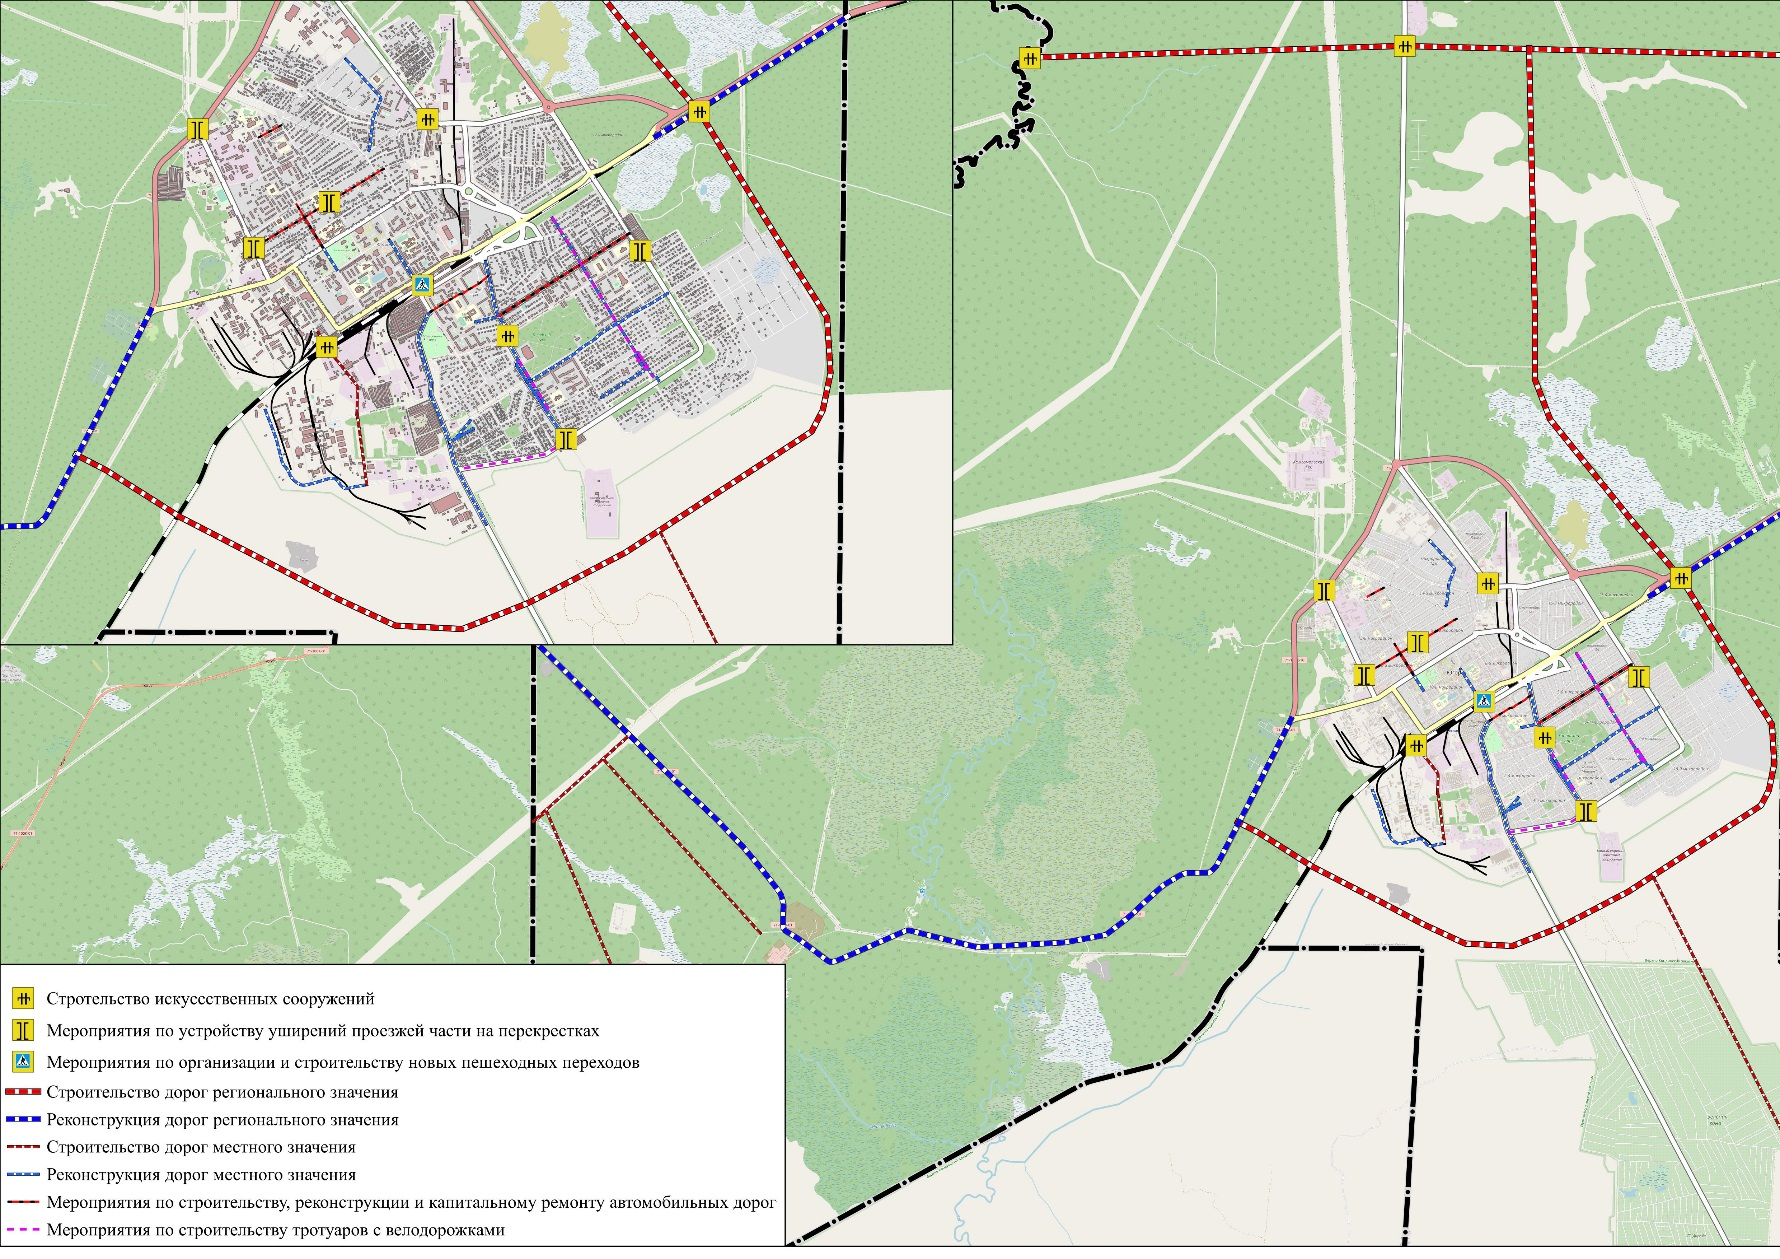 Стротельство искусственных сооружений
Мероприятия по устройству уширений проезжей части на перекрестках
Мероприятия по организации и строительству новых пешеходных переходов
Строительство дорог регионального значения
Реконструкция дорог регионального значения
Строительство дорог местного значения
Реконструкция дорог местного значения
Мероприятия по строительству, реконструкции и капитальному ремонту автомобильных дорог
Мероприятия по строительству тротуаров с велодорожками